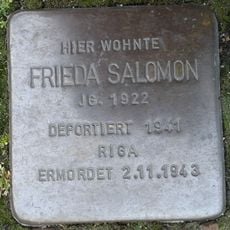 HIER WOHNTE
FRIEDA SALOMON
JG. 1922
DEPORTIERT 1941
RIGA
ERMORDET 2.11.1943